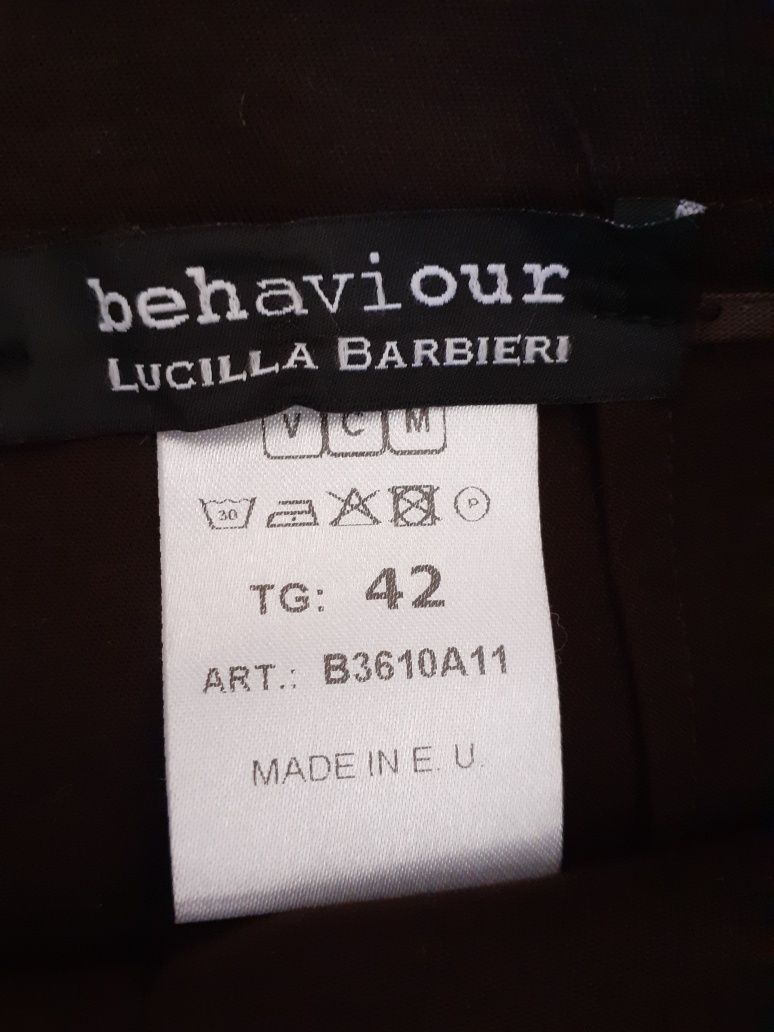 behaviour
LUCILLA BARBIERI
V C M
30 P
TG: 42
ART.: B3610A11
MADE IN E. U.